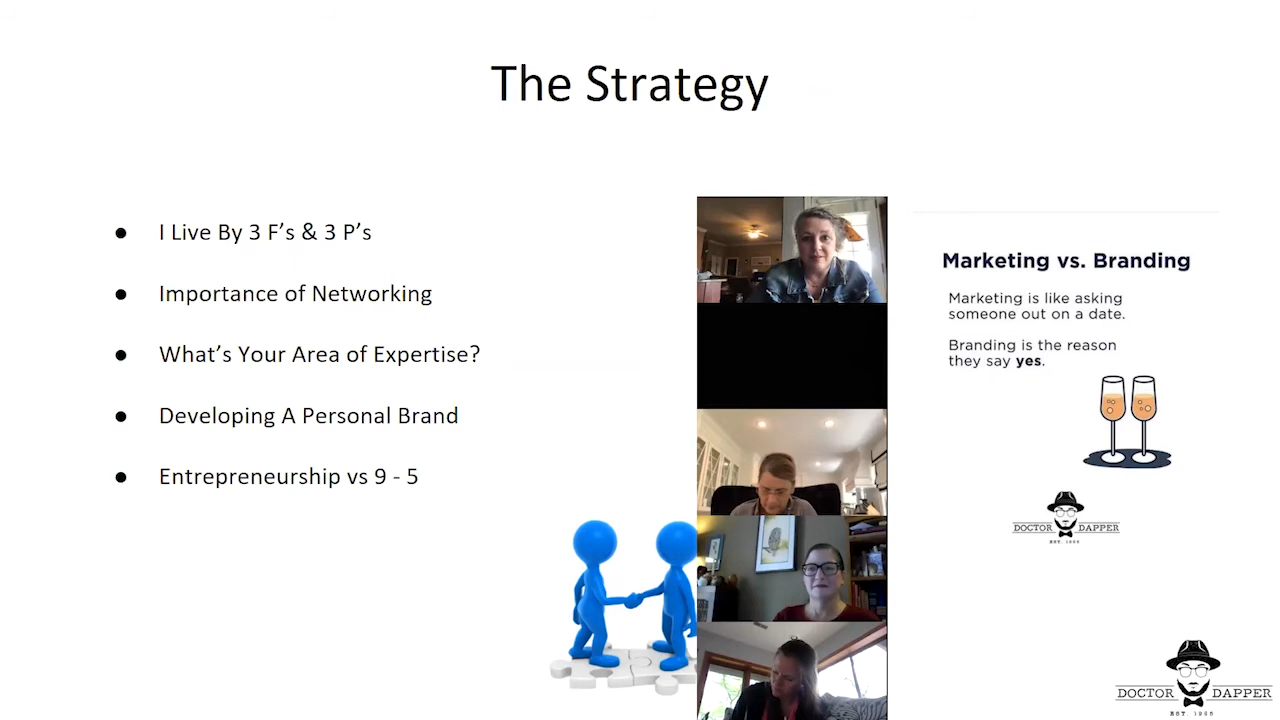 The Strategy
● I Live By 3 F's & 3 P's
● Importance of Networking
● What's Your Area of Expertise?
● Developing A Personal Brand
● Entrepreneurship vs 9 - 5
Marketing vs. Branding
Marketing is like asking
someone out on a date.
Branding is the reason
they say yes.
DOCTOR DAPPER
DOCTOR DAPPER